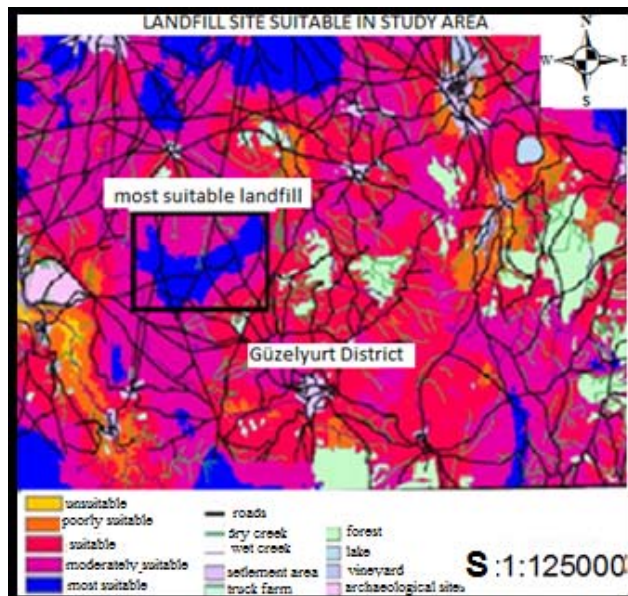 LANDFILL SITE SUITABLE IN STUDY AREA
N
W E
S
most suitable landfill
Güzelyurt District
unsuitable
poorly suitable
suitable
moderately suitable
most suitable
roads
dry creek
wet creek
setlement area
truck farm
forest
lake
vineyard
archaeological sites
S :1:125000